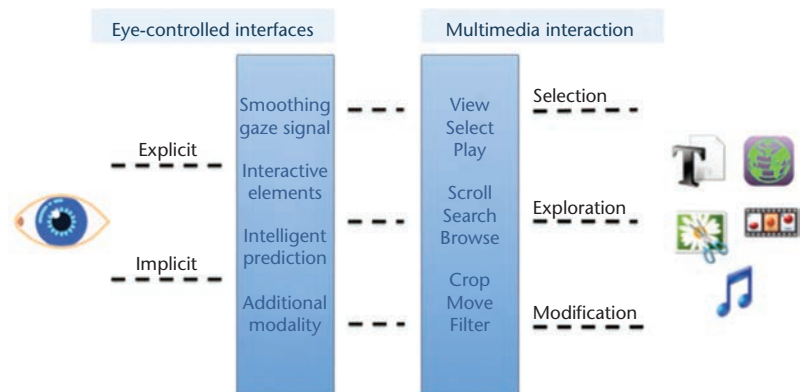 Eye-controlled interfaces
Multimedia interaction
Explicit
Implicit
Smoothing
gaze signal
Interactive
elements
Intelligent
prediction
Additional
modality
View
Select
Play
Scroll
Search
Browse
Crop
Move
Filter
Selection
Exploration
Modification
T